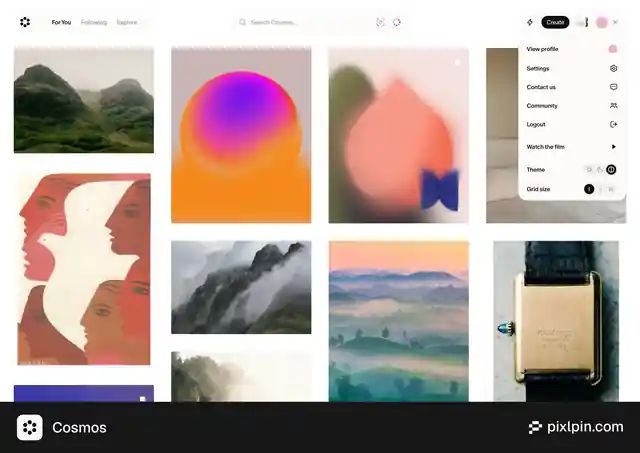 For You Following Explore
Search Cosmos...
Create
View profile
Settings
Contact us
Community
Logout
Watch the film
Theme
Grid size
Cosmos
pixlpin.com